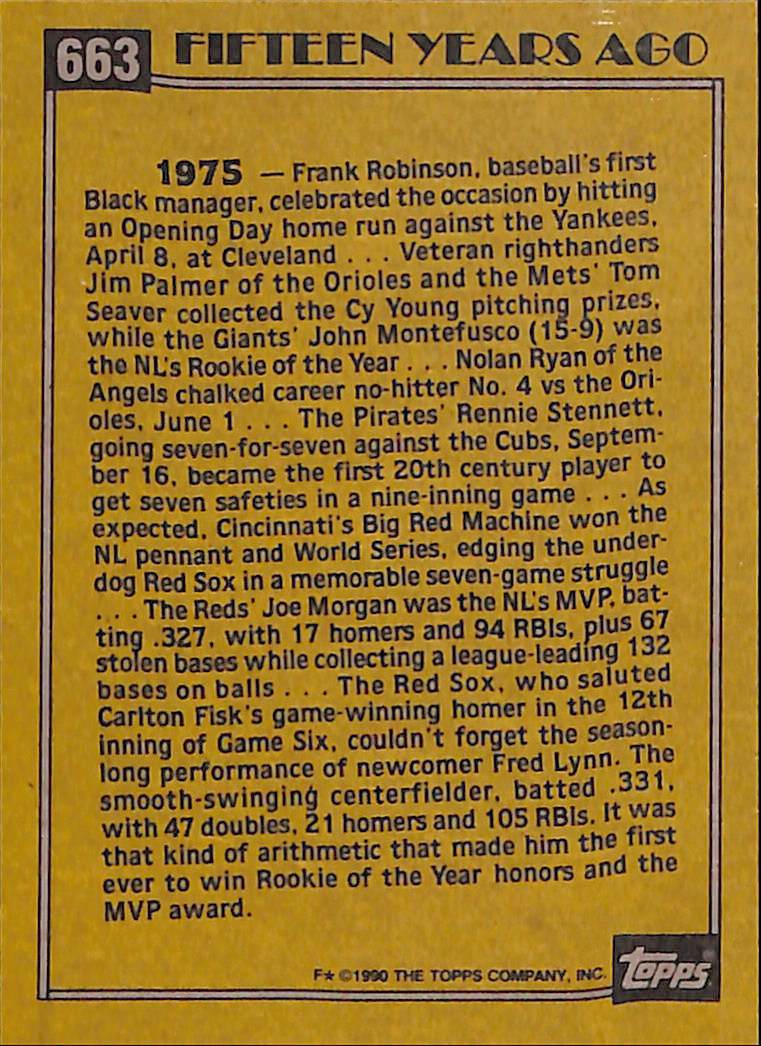 663 FIFTEEN YEARS AGO
1975 — Frank Robinson, baseball's first
Black manager, celebrated the occasion by hitting
an Opening Day home run against the Yankees,
April 8, at Cleveland . . . Veteran righthanders
Jim Palmer of the Orioles and the Mets' Tom
Seaver collected the Cy Young pitching prizes,
while the Giants' John Montefusco (15-9) was
the NL's Rookie of the Year . . . Nolan Ryan of the
Angels chalked career no-hitter No. 4 vs the Ori-
oles, June 1 . . . The Pirates' Rennie Stennett,
going seven-for-seven against the Cubs, Septem-
ber 16, became the first 20th century player to
get seven safeties in a nine-inning game . . . As
expected, Cincinnati's Big Red Machine won the
NL pennant and World Series, edging the under-
dog Red Sox in a memorable seven-game struggle
. . . The Reds' Joe Morgan was the NL's MVP, bat-
ting .327, with 17 homers and 94 RBIs, plus 67
stolen bases while collecting a league-leading 132
bases on balls . . . The Red Sox, who saluted
Carlton Fisk's game-winning homer in the 12th
inning of Game Six, couldn't forget the season-
long performance of newcomer Fred Lynn. The
smooth-swinging centerfielder, batted .331,
with 47 doubles, 21 homers and 105 RBIs. It was
that kind of arithmetic that made him the first
ever to win Rookie of the Year honors and the
MVP award.
F★ ©1990 THE TOPPS COMPANY, INC.
topps